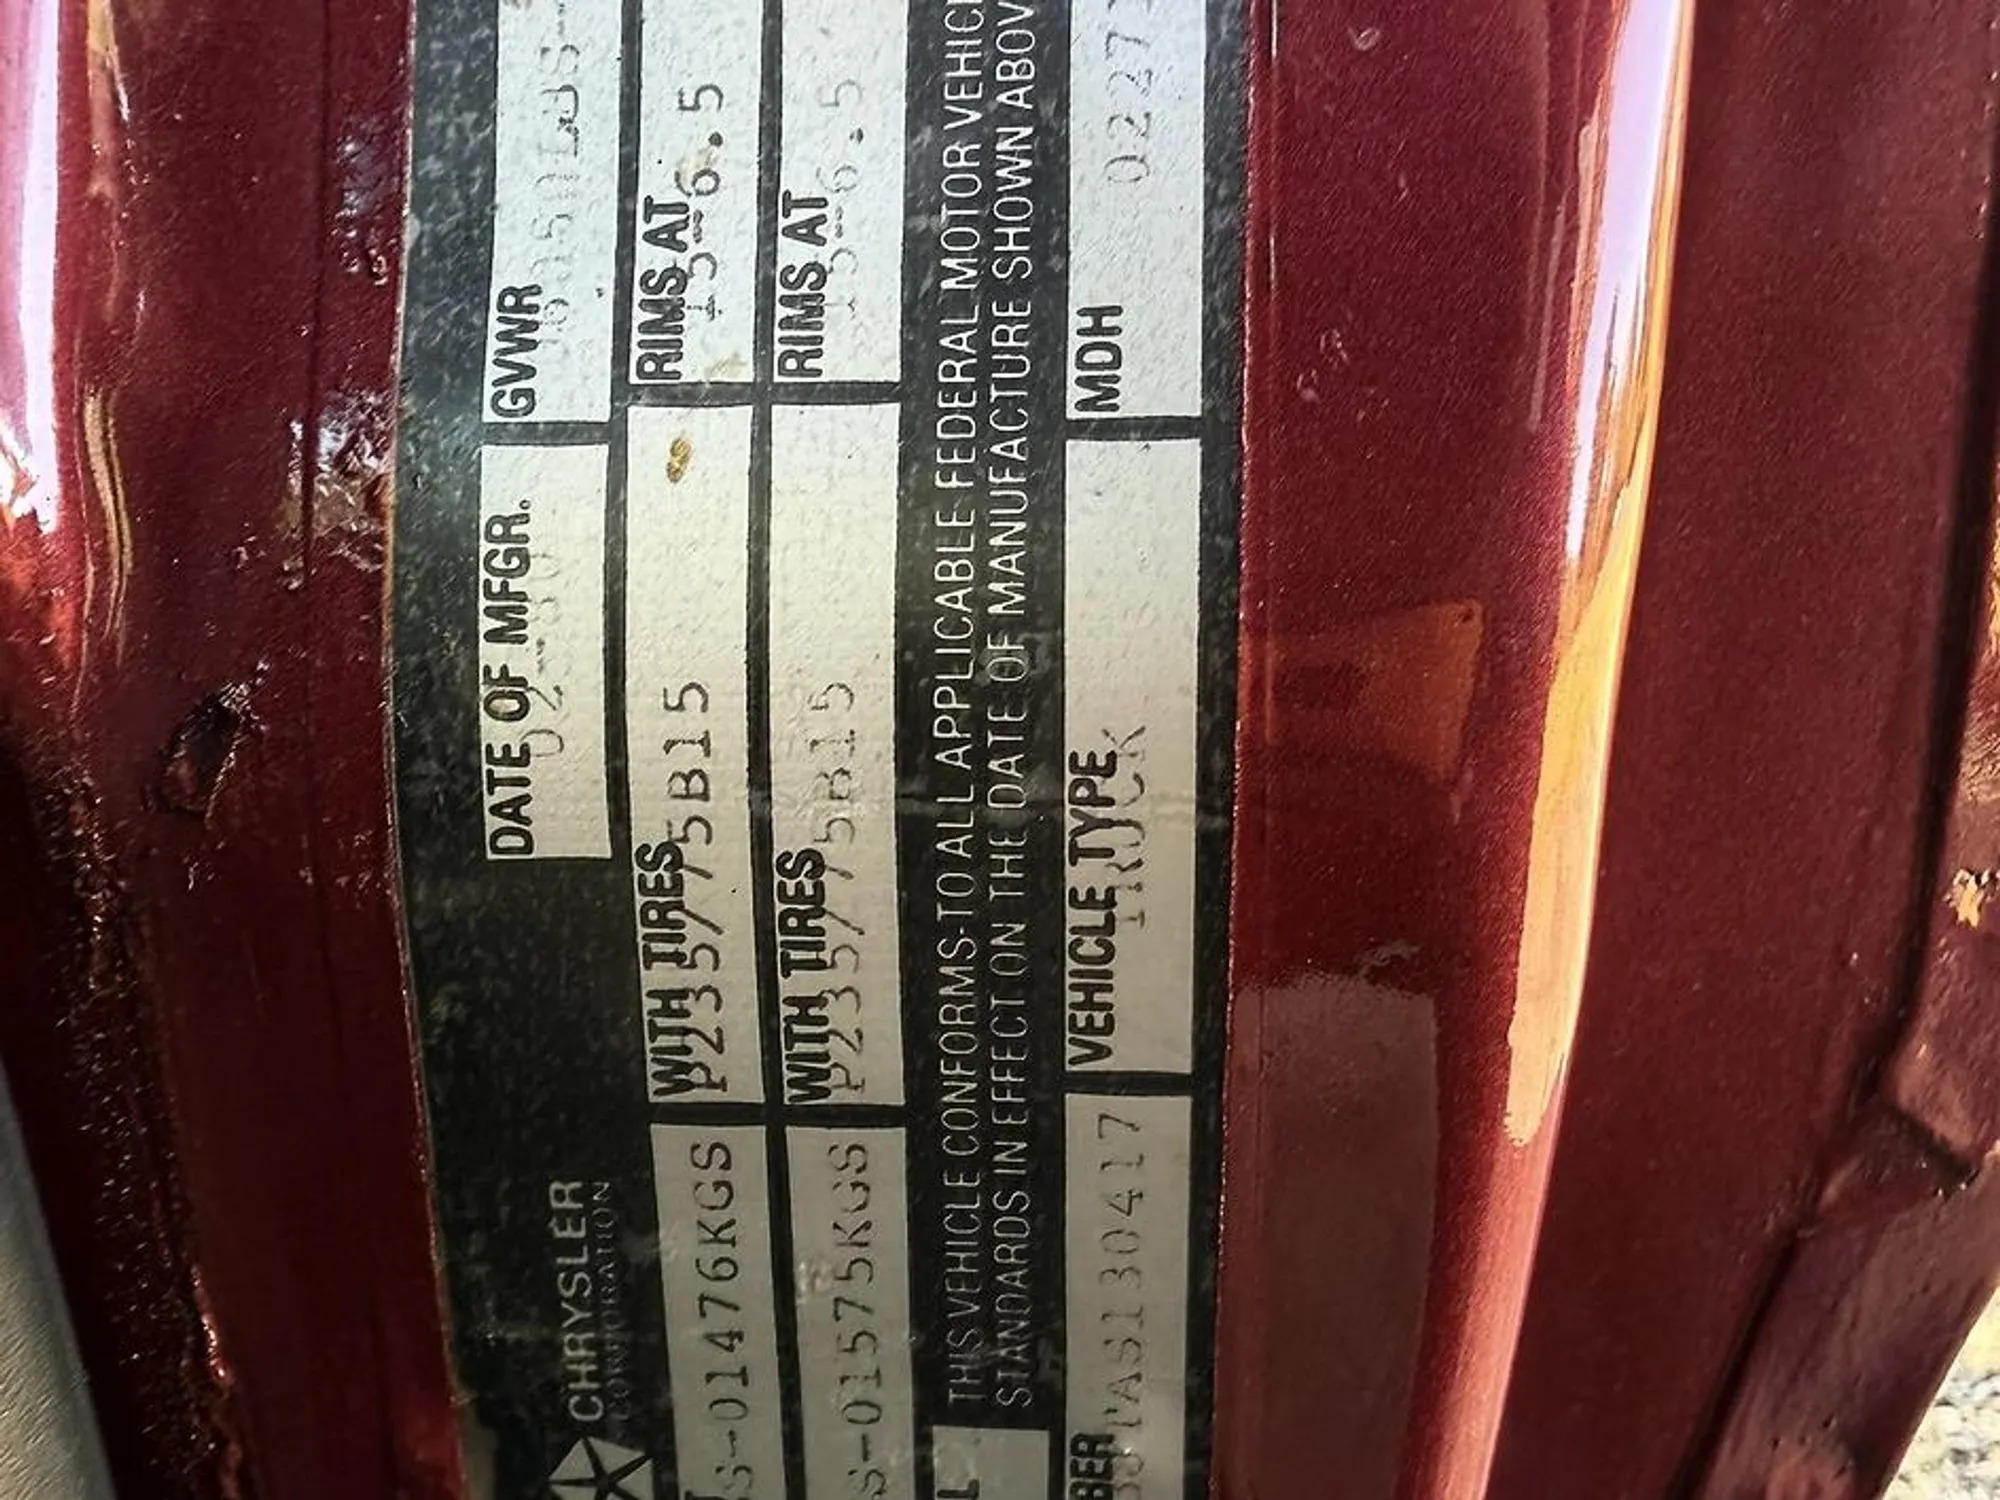 CHRYSLER
CORPORATION
DATE OF MFGR.
GVWR
WITH TIRES
RIMS AT
-01476KGS
P235/75B15
15-6.5
WITH TIRES
RIMS AT
-01575KGS
P235/75B15
15-6.5
THIS VEHICLE CONFORMS TO ALL APPLICABLE FEDERAL MOTOR
STANDARDS IN EFFECT ON THE DATE OF MANUFACTURE SHOWN
VEHICLE TYPE
MDH
AS130417
TRUCK
0227